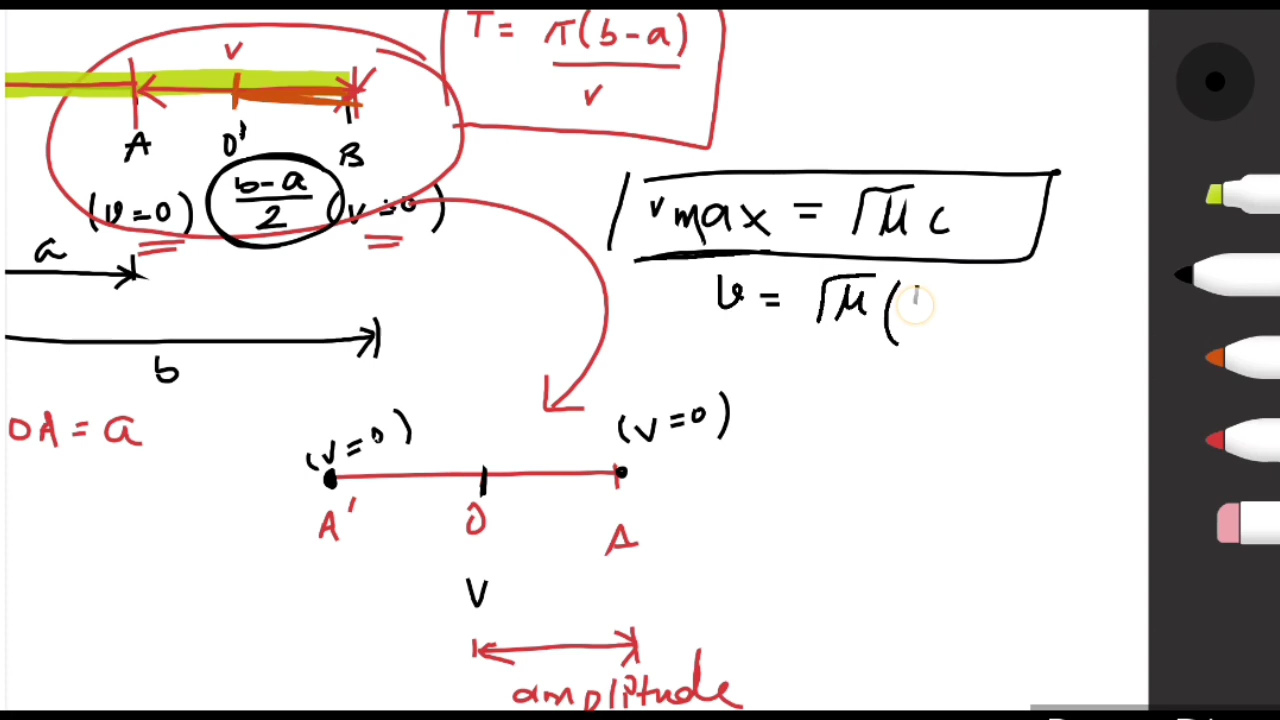 T = π(b-a)
v
v
A O' B
(v=0) b-a (v=0)
2
a
b
OA = a
vmax = √μ c
v = √μ (
(v=0) (v=0)
A' O A
V
amplitude